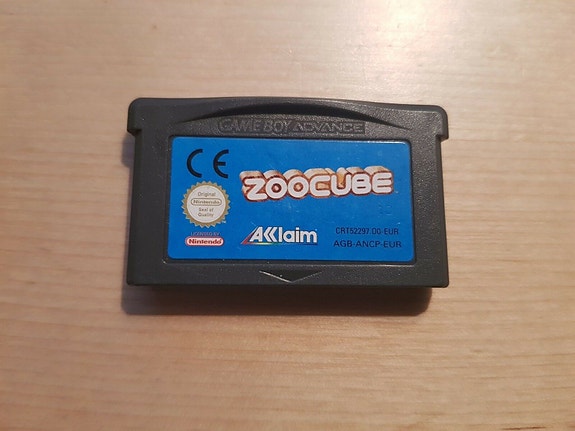 GAME BOY ADVANCE
CE
ZOOCUBE
Original
Nintendo
Seal of
Quality
LICENSED BY
Nintendo
AKklaim
CRT52297.00-EUR
AGB-ANCP-EUR